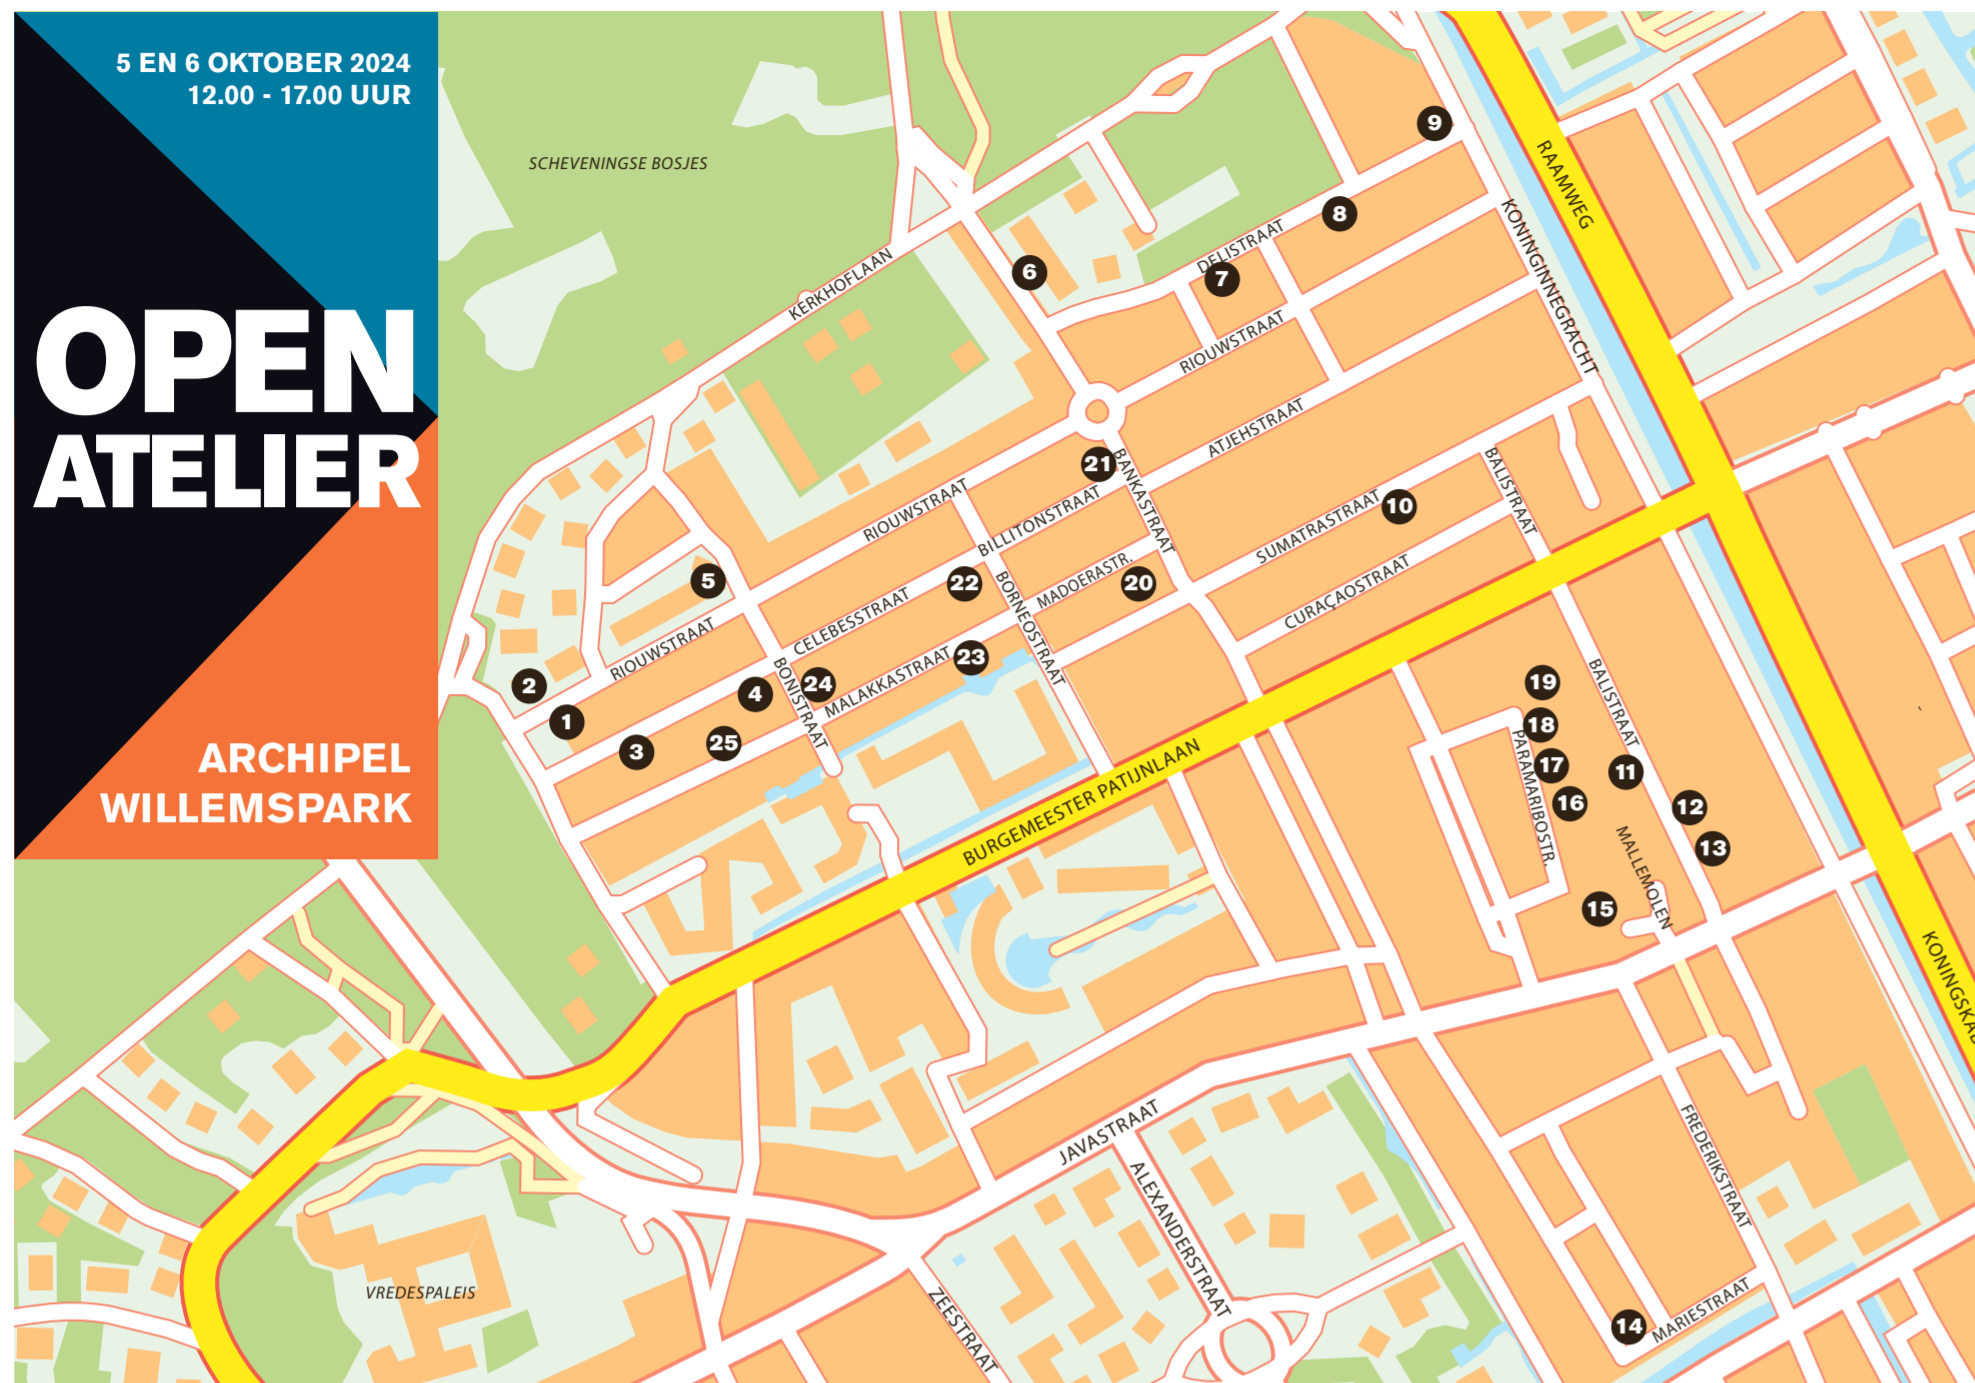 5 EN 6 OKTOBER 2024
12.00 - 17.00 UUR
OPEN
ATELIER
ARCHIPEL
WILLEMSPARK
SCHEVENINGSE BOSJES
KERKHOFLAAN
RAAMWEG
KONINGINNEGRACHT
9
8
6
DELISTRAAT
7
RIOUWSTRAAT
ATJEHSTRAAT
21
BANKASTRAAT
RIOUWSTRAAT
BILLITONSTRAAT
BALISTRAAT
10
SUMATRASTRAAT
CURAÇAOSTRAAT
5
22
20
MADOERASTR.
BORNEOSTRAAT
CELEBESSTRAAT
RIOUWSTRAAT
23
2
1
4
24
MALAKKASTRAAT
BONISTRAAT
3
25
19
18
17
16
PARAMARIBOSTR.
BALISTRAAT
11
12
13
MALLEMOLEN
15
BURGEMEESTER PATIJNLAAN
KONINGSKA
JAVASTRAAT
ALEXANDERSTRAAT
FREDERIKSTRAAT
VREDESPALEIS
ZEESTRAAT
14
MARIESTRAAT